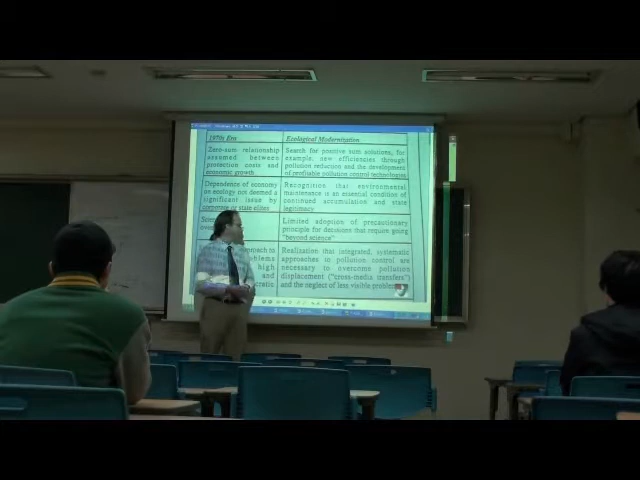 1970s Era
Ecological Modernization
Zero-sum relationship
assumed between
protection costs and
economic growth
Search for positive sum solutions; for
example, new efficiencies through
pollution reduction and the development
of profitable pollution control technologies
Dependence of economy
on ecology not deemed a
significant issue by
corporate or state elites
Recognition that environmental
maintenance is an essential condition of
continued accumulation and state
legitimacy
Limited adoption of precautionary
principle for decisions that require going
"beyond science"
to
high
and
Realization that integrated, systematic
approaches to pollution control are
necessary to overcome pollution
displacement ("cross-media transfers")
and the neglect of less visible problems